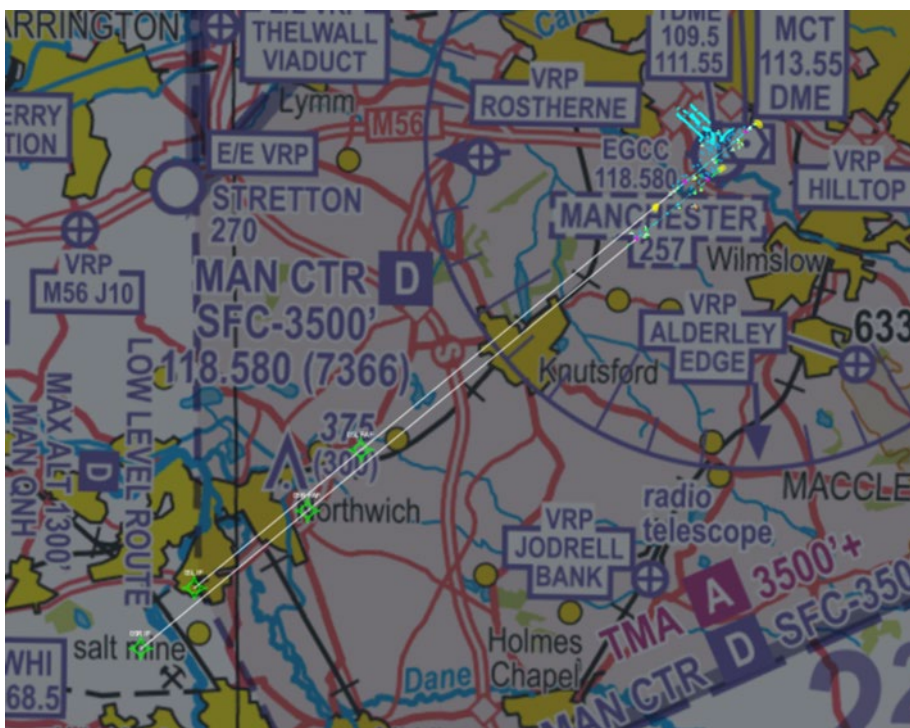 ARRINGTON
E/E VRP
THELWALL
VIADUCT
Lymm
VRP
ROSTHERNE
TDME
109.5
111.55
MCT
113.55
DME
M56
ERRY
TION
E/E VRP
STRETTON
270
EGCC
118.580
MANCHESTER
257
VRP
HILLTOP
Wilmslow
VRP
M56 J10
MAN CTR D
SFC-3500'
118.580 (7366)
VRP
ALDERLEY
EDGE
633
Knutsford
S
LOW LEVEL ROUTE
MAX ALT 1300'
MAN QNH
D
375
orthwich
radio
telescope
MACCLE
VRP
JODRELL
BANK
TMA A 3500'+
MAN CTR D SFC-350
salt mine
WHI
68.5
Holmes
Chapel
Dane
22